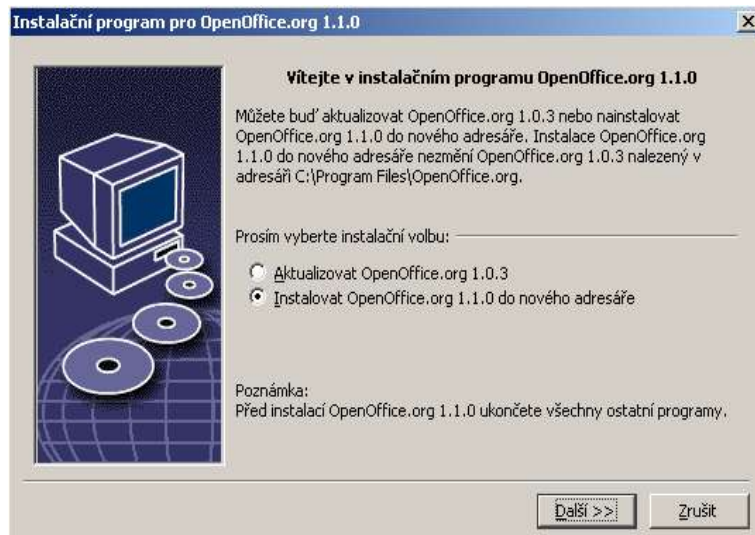 Instalační program pro OpenOffice.org 1.1.0
Vítejte v instalačním programu OpenOffice.org 1.1.0
Můžete buď aktualizovat OpenOffice.org 1.0.3 nebo nainstalovat
OpenOffice.org 1.1.0 do nového adresáře. Instalace OpenOffice.org
1.1.0 do nového adresáře nezmění OpenOffice.org 1.0.3 nalezený v
adresáři C:\Program Files\OpenOffice.org.
Prosím vyberte instalační volbu:
Aktualizovat OpenOffice.org 1.0.3
Instalovat OpenOffice.org 1.1.0 do nového adresáře
Poznámka:
Před instalací OpenOffice.org 1.1.0 ukončete všechny ostatní programy.
Další >>
Zrušit